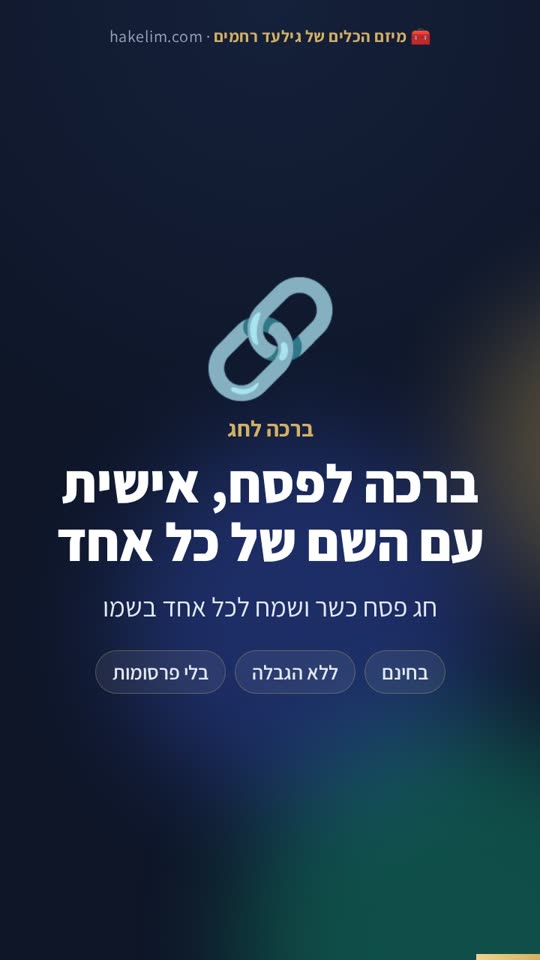 🧰 מיזם הכלים של גילעד רחמים · hakelim.com
ברכה לחג
ברכה לפסח, אישית
עם השם של כל אחד
חג פסח כשר ושמח לכל אחד בשמו
בחינם
ללא הגבלה
בלי פרסומות